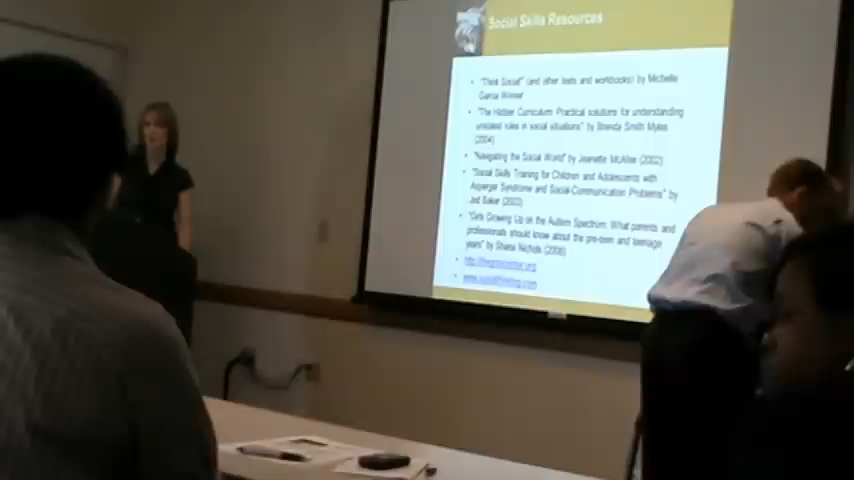 Social Skills Resources
"Think Social" (and other texts and workbooks) by Michelle
Garcia Winner
"The Hidden Curriculum: Practical solutions for understanding
unstated rules in social situations" by Brenda Smith Myles
(2004)
"Navigating the Social World" by Jeanette McAfee (2002)
"Social Skills Training for Children and Adolescents with
Asperger Syndrome and Social-Communication Problems" by
Jed Baker (2003)
"Girls Growing Up on the Autism Spectrum: What parents and
professionals should know about the pre-teen and teenage
years" by Shana Nichols (2008)
www.socialthinking.com